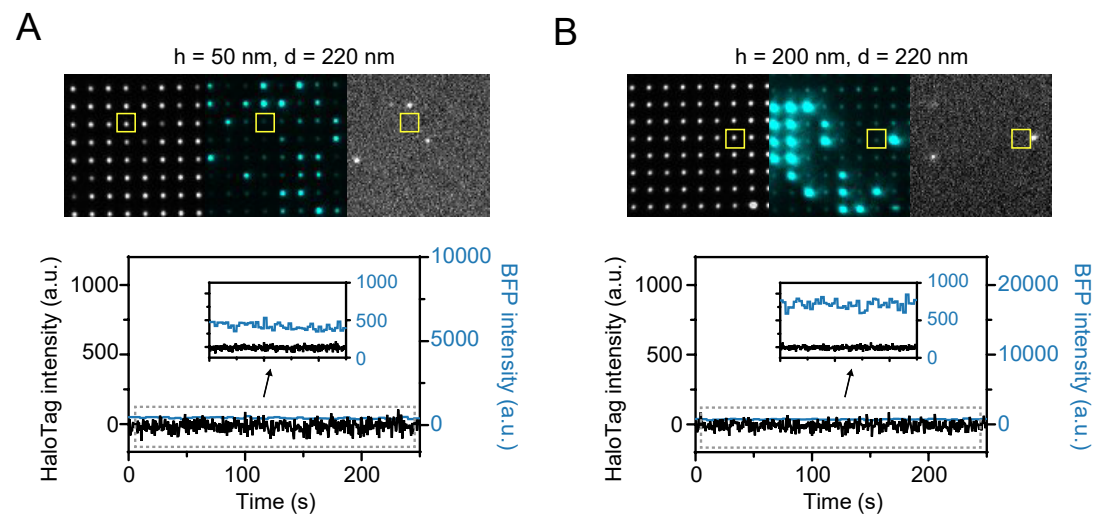 A
h = 50 nm, d = 220 nm
HaloTag intensity (a.u.)
1000
500
0
10000
5000
0
BFP intensity (a.u.)
1000
500
0
0
100
200
Time (s)
B
h = 200 nm, d = 220 nm
HaloTag intensity (a.u.)
1000
500
0
20000
10000
0
BFP intensity (a.u.)
1000
500
0
0
100
200
Time (s)